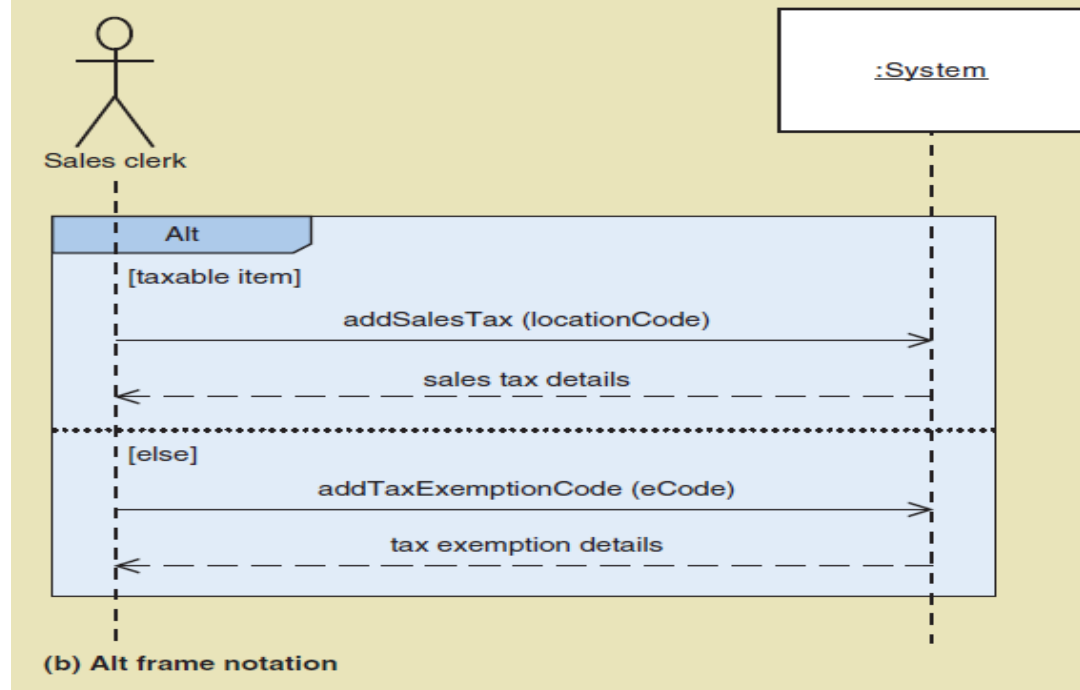 :System
Sales clerk
Alt
[taxable item]
addSalesTax (locationCode)
sales tax details
[else]
addTaxExemptionCode (eCode)
tax exemption details
(b) Alt frame notation